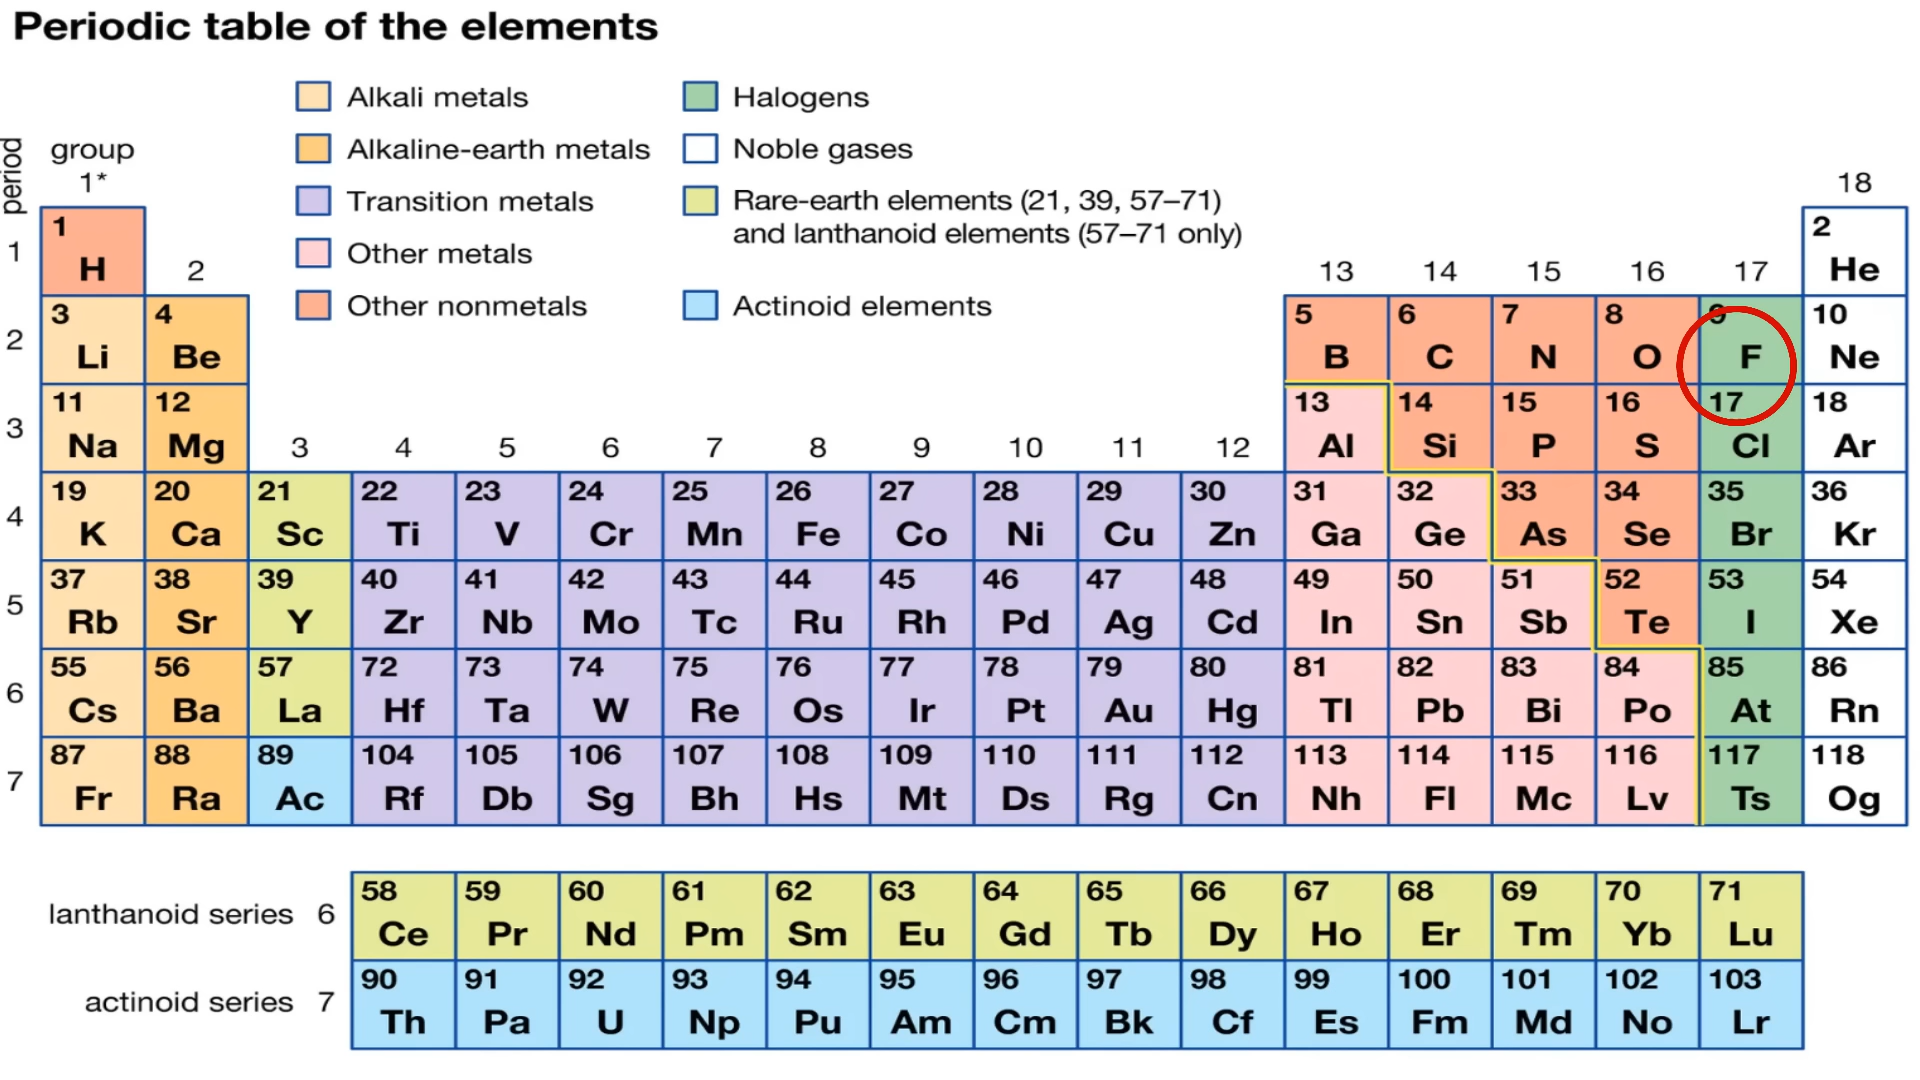 Periodic table of the elements
Alkali metals
Alkaline-earth metals
Transition metals
Other metals
Other nonmetals
Halogens
Noble gases
Rare-earth elements (21, 39, 57–71)
and lanthanoid elements (57–71 only)
Actinoid elements
period
group
1*
18
1
1
H
2
He
2
13
14
15
16
17
2
3
Li
4
Be
5
B
6
C
7
N
8
O
9
F
10
Ne
3
11
Na
12
Mg
3
4
5
6
7
8
9
10
11
12
13
Al
14
Si
15
P
16
S
17
Cl
18
Ar
4
19
K
20
Ca
21
Sc
22
Ti
23
V
24
Cr
25
Mn
26
Fe
27
Co
28
Ni
29
Cu
30
Zn
31
Ga
32
Ge
33
As
34
Se
35
Br
36
Kr
5
37
Rb
38
Sr
39
Y
40
Zr
41
Nb
42
Mo
43
Tc
44
Ru
45
Rh
46
Pd
47
Ag
48
Cd
49
In
50
Sn
51
Sb
52
Te
53
I
54
Xe
6
55
Cs
56
Ba
57
La
72
Hf
73
Ta
74
W
75
Re
76
Os
77
Ir
78
Pt
79
Au
80
Hg
81
Tl
82
Pb
83
Bi
84
Po
85
At
86
Rn
7
87
Fr
88
Ra
89
Ac
104
Rf
105
Db
106
Sg
107
Bh
108
Hs
109
Mt
110
Ds
111
Rg
112
Cn
113
Nh
114
Fl
115
Mc
116
Lv
117
Ts
118
Og
lanthanoid series 6
58
Ce
59
Pr
60
Nd
61
Pm
62
Sm
63
Eu
64
Gd
65
Tb
66
Dy
67
Ho
68
Er
69
Tm
70
Yb
71
Lu
actinoid series 7
90
Th
91
Pa
92
U
93
Np
94
Pu
95
Am
96
Cm
97
Bk
98
Cf
99
Es
100
Fm
101
Md
102
No
103
Lr